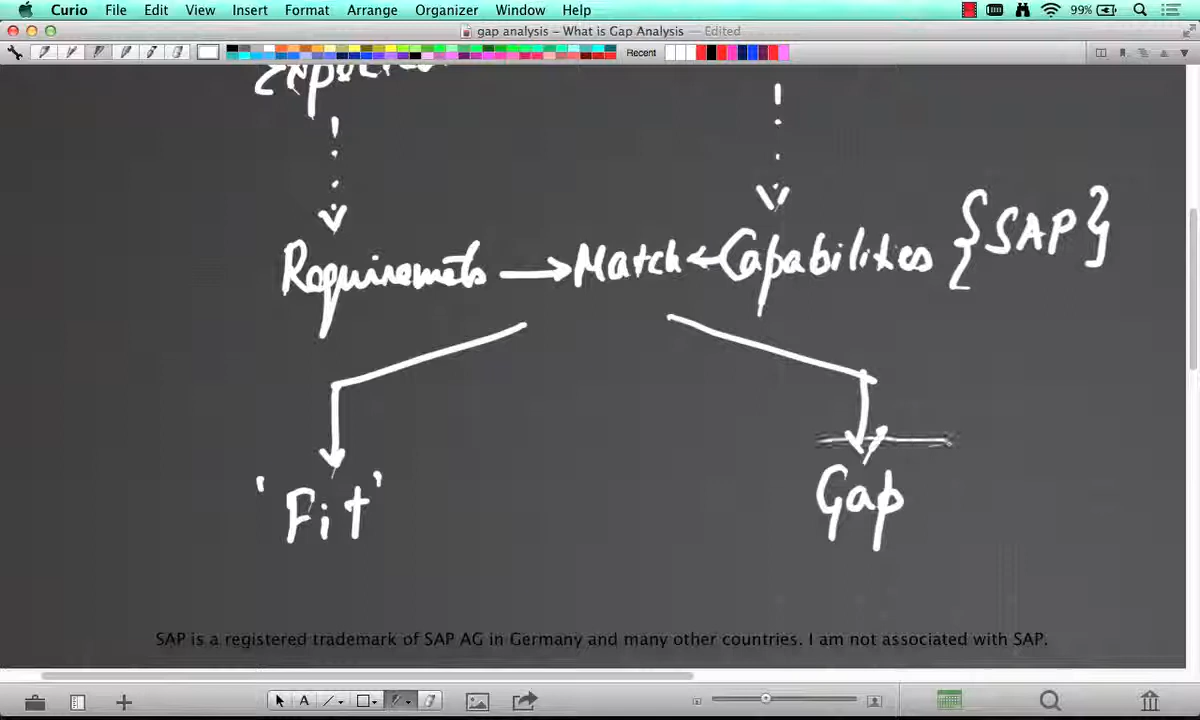 Curio File Edit View Insert Format Arrange Organizer Window Help 99%
gap analysis – What is Gap Analysis — Edited
Recent
Requiremets Match Capabilities {SAP}
'Fit' Gap
SAP is a registered trademark of SAP AG in Germany and many other countries. I am not associated with SAP.
A